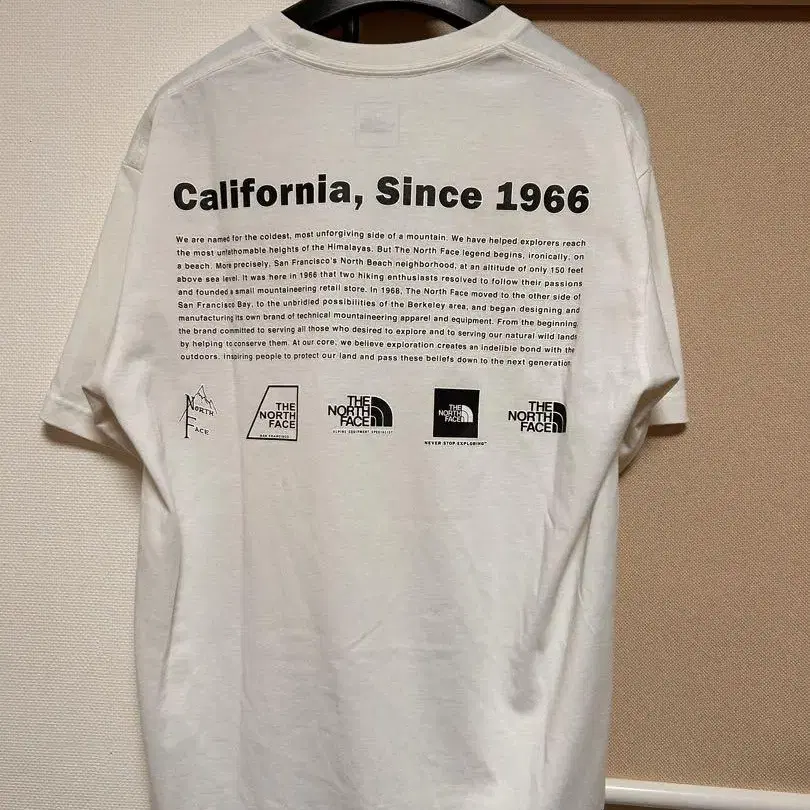 California, Since 1966
We are named for the coldest, most unforgiving side of a mountain. We have helped explorers reach
the most unfathomable heights of the Himalayas. But The North Face legend begins, ironically, on
a beach. More precisely, San Francisco's North Beach neighborhood, at an altitude of only 150 feet
above sea level. It was here in 1966 that two hiking enthusiasts resolved to follow their passions
and founded a small mountaineering retail store. In 1968, The North Face moved to the other side of
San Francisco Bay, to the unbridled possibilities of the Berkeley area, and began designing and
manufacturing its own brand of technical mountaineering apparel and equipment. From the beginning
the brand committed to serving all those who desired to explore and to serving our natural wild lands
by helping to conserve them. At our core, we believe exploration creates an indelible bond with the
outdoors. Inspiring people to protect our land and pass these beliefs down to the next generation.
North
Face
THE
NORTH
FACE
SAN FRANCISCO
THE
NORTH
FACE
ALPINE EQUIPMENT SPECIALIST
THE
NORTH
FACE
NEVER STOP EXPLORING™
THE
NORTH
FACE